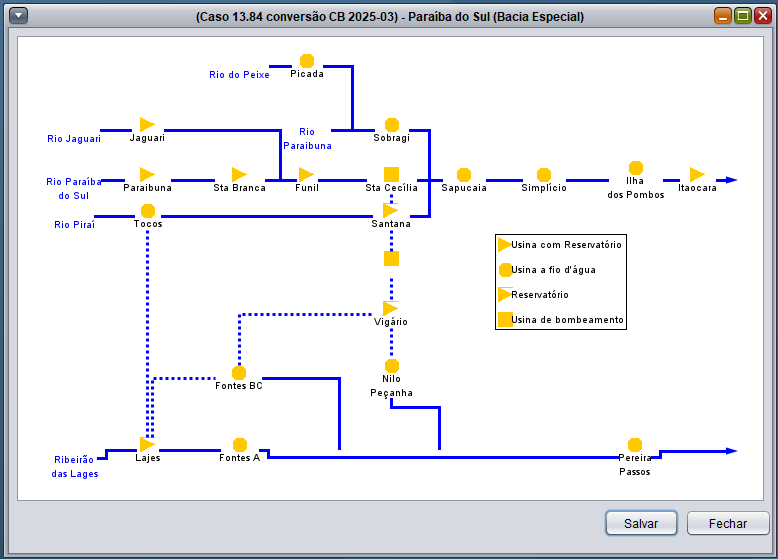 (Caso 13.84 conversão CB 2025-03) - Paraíba do Sul (Bacia Especial)
Rio do Peixe
Picada
Rio Jaguari
Jaguari
Rio
Paraibuna
Sobragi
Rio Paraíba
do Sul
Paraibuna
Sta Branca
Funil
Sta Cecília
Sapucaia
Simplício
Ilha
dos Pombos
Itaocara
Rio Piraí
Tocos
Santana
Usina com Reservatório
Usina a fio d'água
Reservatório
Usina de bombeamento
Vigário
Fontes BC
Nilo
Peçanha
Ribeirão
das Lages
Lajes
Fontes A
Pereira
Passos
Salvar
Fechar